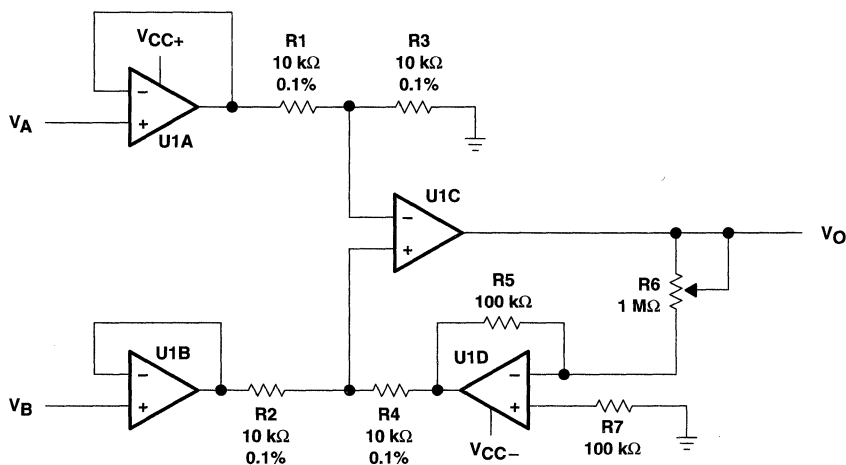 VCC+
VA
U1A
R1
10 kΩ
0.1%
R3
10 kΩ
0.1%
U1C
VO
R6
1 MΩ
R5
100 kΩ
U1B
U1D
VB
R2
10 kΩ
0.1%
R4
10 kΩ
0.1%
VCC−
R7
100 kΩ
−
+
−
+
−
+
−
+